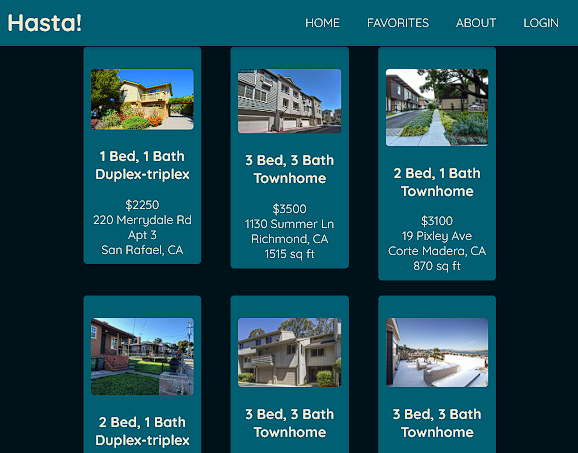 Hasta!
HOME FAVORITES ABOUT LOGIN
1 Bed, 1 Bath
Duplex-triplex
$2250
220 Merrydale Rd
Apt 3
San Rafael, CA
3 Bed, 3 Bath
Townhome
$3500
1130 Summer Ln
Richmond, CA
1515 sq ft
2 Bed, 1 Bath
Townhome
$3100
19 Pixley Ave
Corte Madera, CA
870 sq ft
2 Bed, 1 Bath
Duplex-triplex
3 Bed, 3 Bath
Townhome
3 Bed, 3 Bath
Townhome